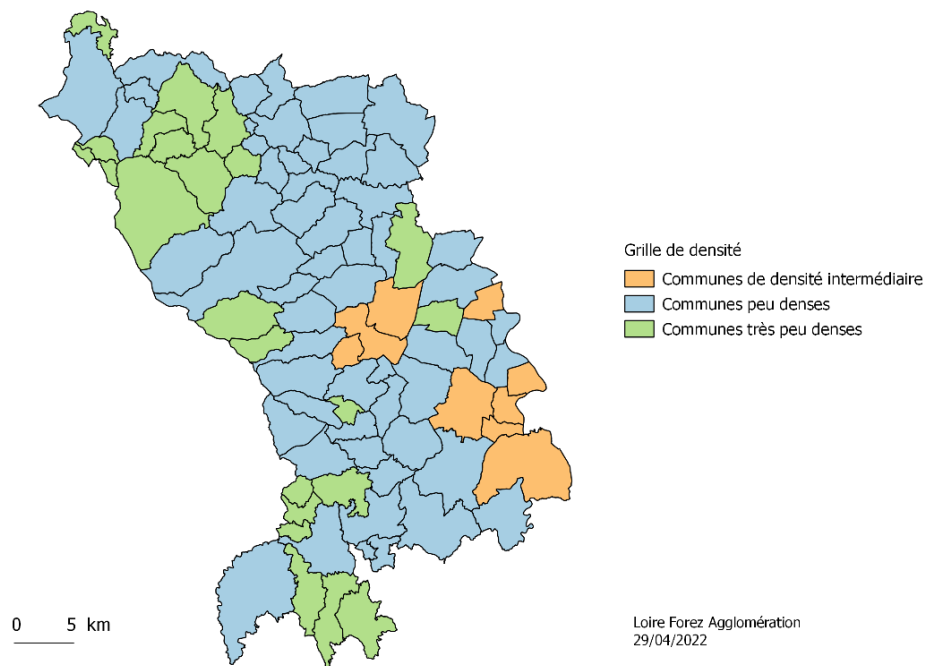 Grille de densité
Communes de densité intermédiaire
Communes peu denses
Communes très peu denses
0 5 km
Loire Forez Agglomération
29/04/2022